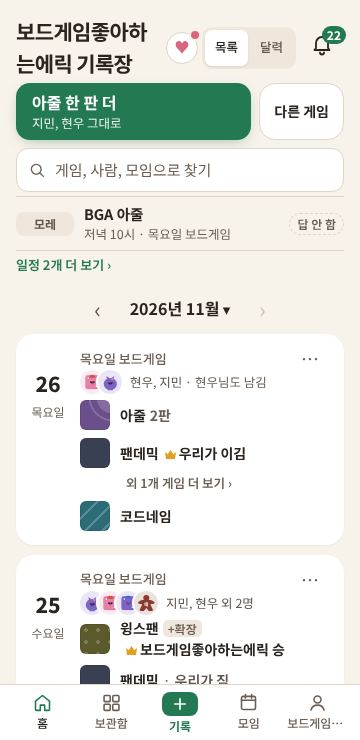 보드게임좋아하
는에릭 기록장
목록
달력
22
아줄 한 판 더
지민, 현우 그대로
다른 게임
게임, 사람, 모임으로 찾기
모레
BGA 아줄
저녁 10시 · 목요일 보드게임
답 안 함
일정 2개 더 보기 ›
‹ 2026년 11월 ▾ ›
목요일 보드게임 ···
26
목요일
현우, 지민 · 현우님도 남김
아줄 2판
팬데믹 우리가 이김
외 1개 게임 더 보기 ›
코드네임
목요일 보드게임 ···
25
수요일
지민, 현우 외 2명
윙스팬 +확장
보드게임좋아하는에릭 승
팬데믹 · 우리가 짐
홈
보관함
기록
모임
보드게임…